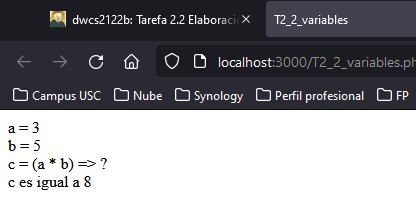 dwcs2122b: Tarefa 2.2 Elaboraci
T2_2_variables
localhost:3000/T2_2_variables.ph
Campus USC
Nube
Synology
Perfil profesional
FP
a = 3
b = 5
c = (a * b) => ?
c es igual a 8